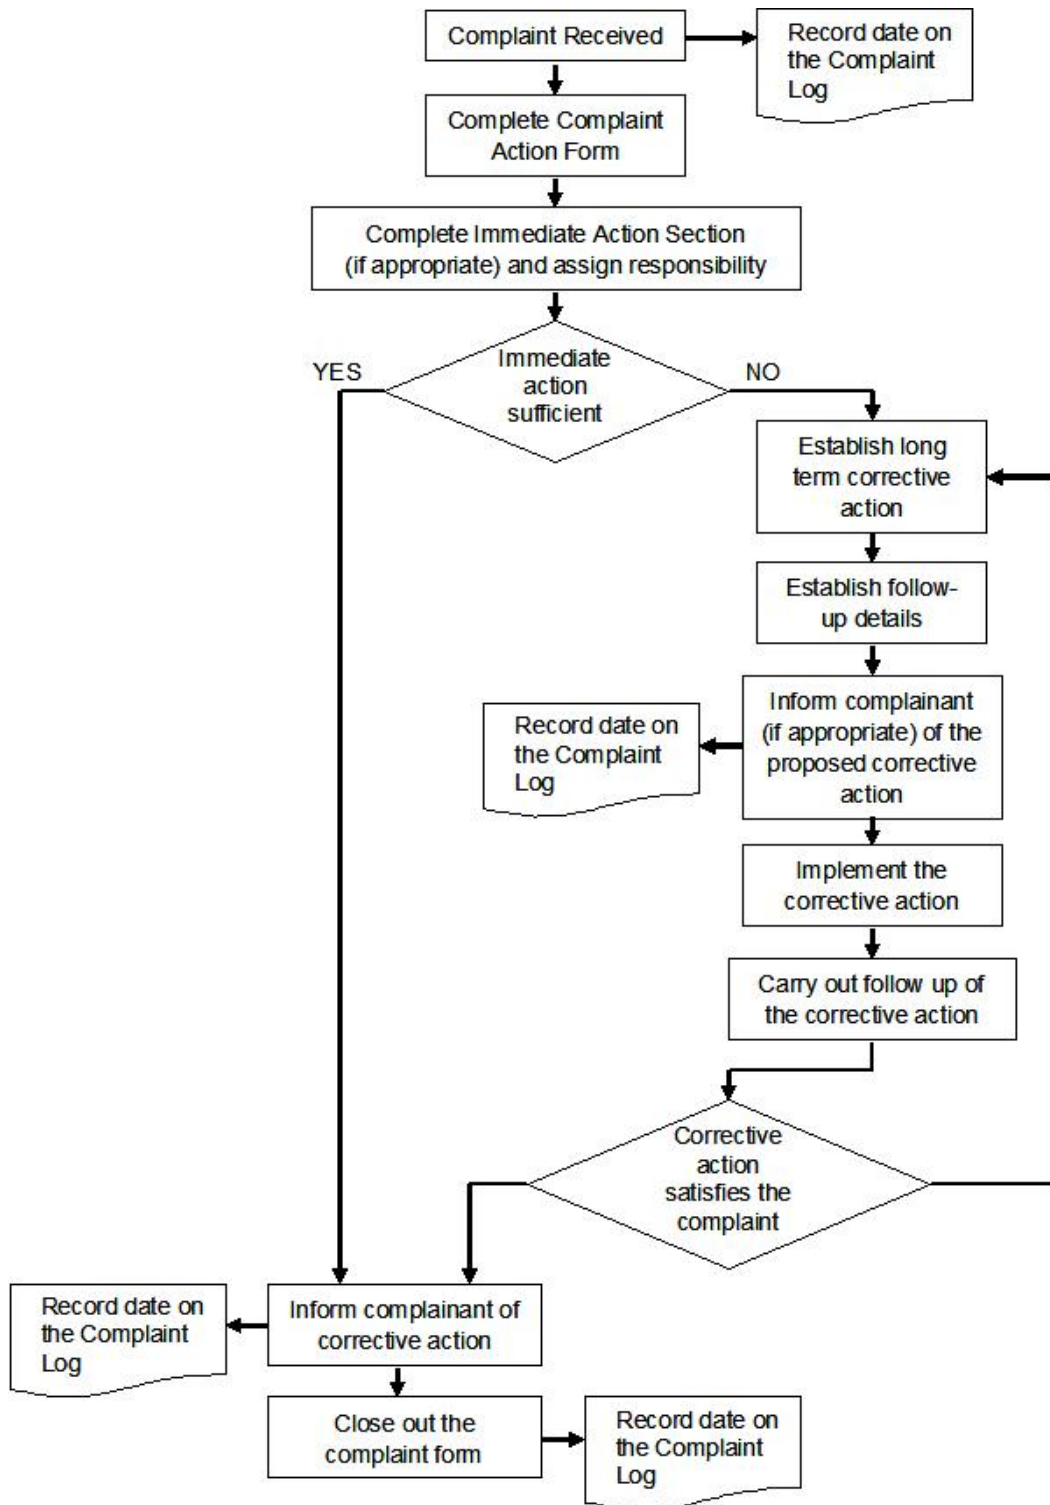 Complaint Received
Record date on
the Complaint
Log
Complete Complaint
Action Form
Complete Immediate Action Section
(if appropriate) and assign responsibility
YES
Immediate
action
sufficient
NO
Establish long
term corrective
action
Establish follow-
up details
Inform complainant
(if appropriate) of the
proposed corrective
action
Record date on
the Complaint
Log
Implement the
corrective action
Carry out follow up of
the corrective action
Corrective
action
satisfies the
complaint
Record date on
the Complaint
Log
Inform complainant of
corrective action
Close out the
complaint form
Record date on
the Complaint
Log